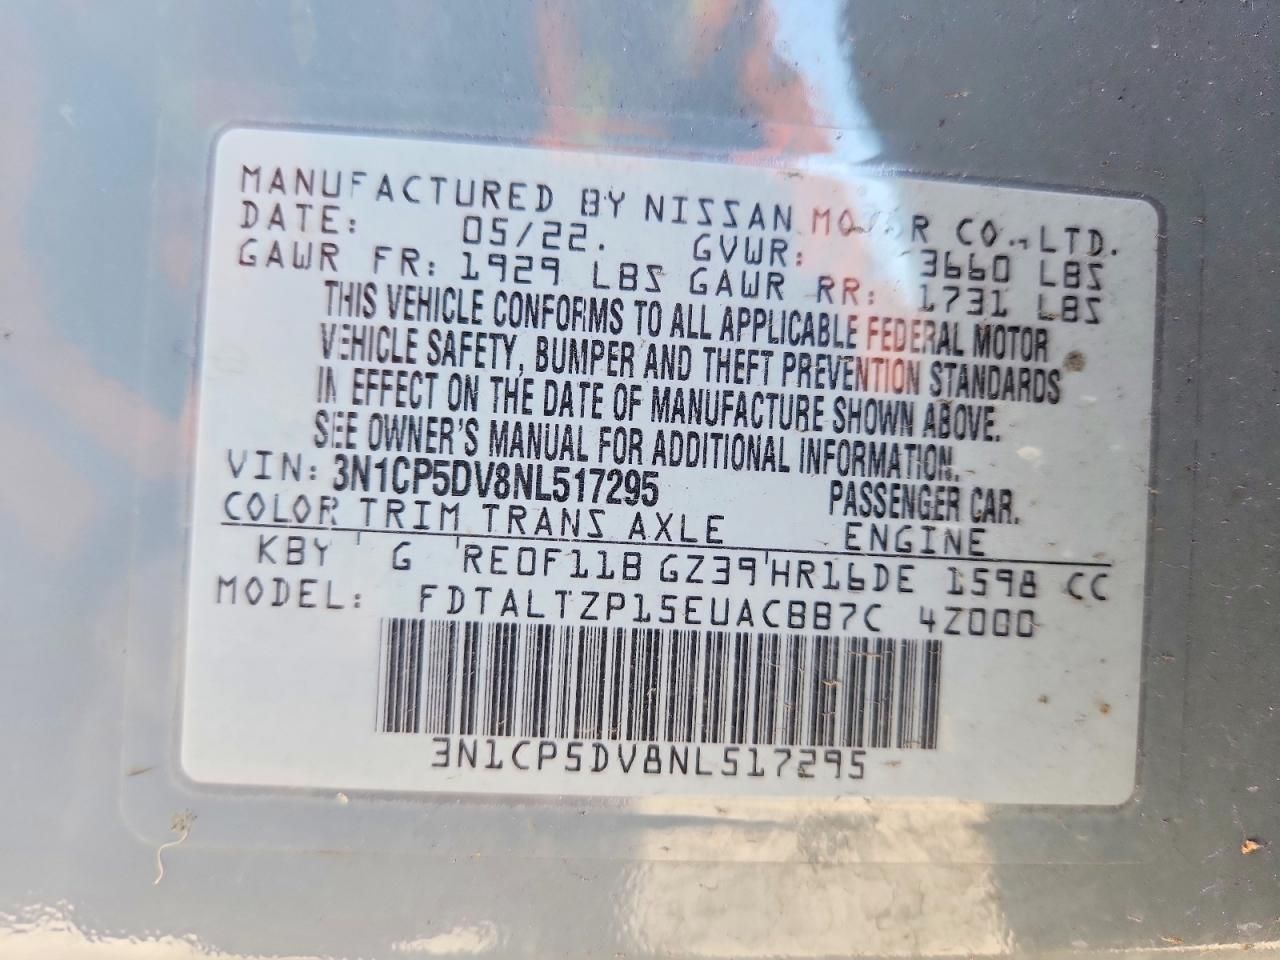 MANUFACTURED BY NISSAN MOTOR CO., LTD.
DATE: 05/22. GVWR: 3660 LBS
GAWR FR: 1929 LBS GAWR RR: 1731 LBS
THIS VEHICLE CONFORMS TO ALL APPLICABLE FEDERAL MOTOR
VEHICLE SAFETY, BUMPER AND THEFT PREVENTION STANDARDS
IN EFFECT ON THE DATE OF MANUFACTURE SHOWN ABOVE.
SEE OWNER'S MANUAL FOR ADDITIONAL INFORMATION.
VIN: 3N1CP5DV8NL517295 PASSENGER CAR.
COLOR TRIM TRANS AXLE ENGINE
KBY G RE0F11B GZ39 HR16DE 1598 CC
MODEL: FDTALTZP15EUACBB7C 4Z000
3N1CP5DV8NL517295